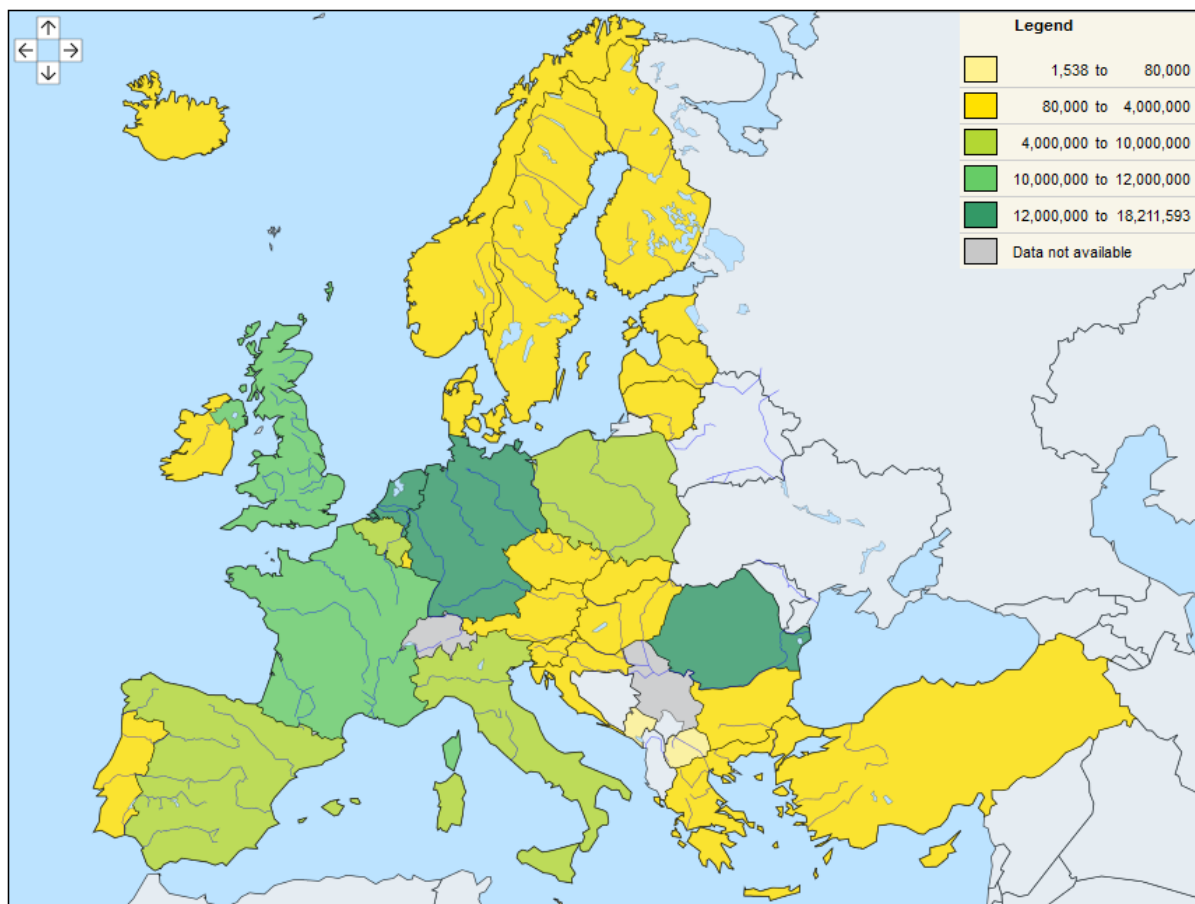 Legend
1,538 to 80,000
80,000 to 4,000,000
4,000,000 to 10,000,000
10,000,000 to 12,000,000
12,000,000 to 18,211,593
Data not available